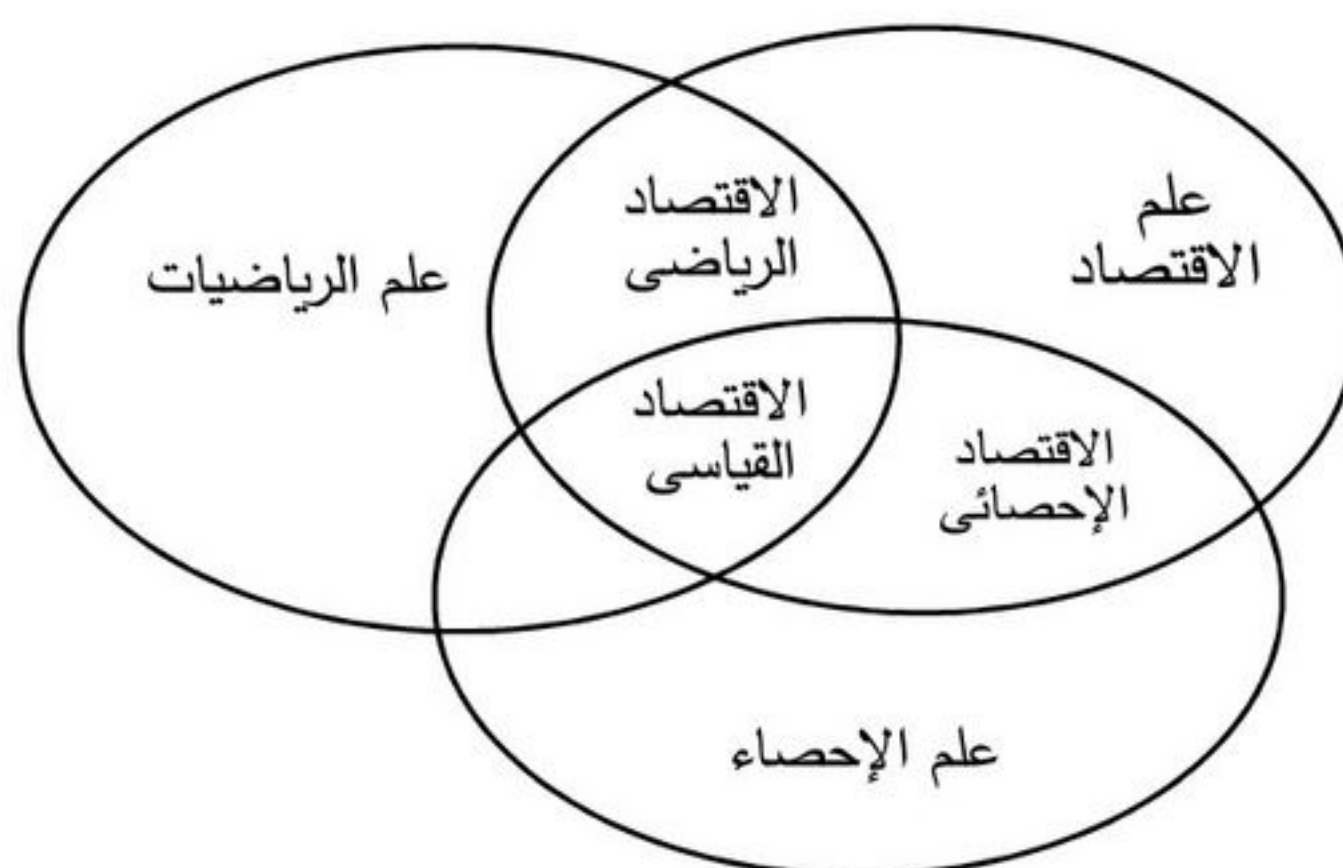 علم
الاقتصاد
الاقتصاد
الرياضى
علم الرياضيات
الاقتصاد
القياسى
الاقتصاد
الإحصائى
علم الإحصاء